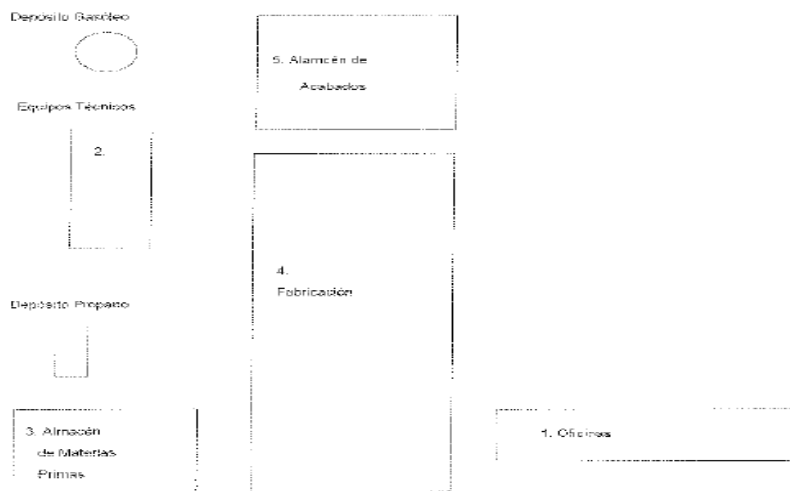 Depósito Gasóleo
5. Alamcén de
Acabados
Equipos Técnicos
2.
4.
Fabricación
Depósito Propano
3. Almacén
de Materias
Primas
1. Oficinas